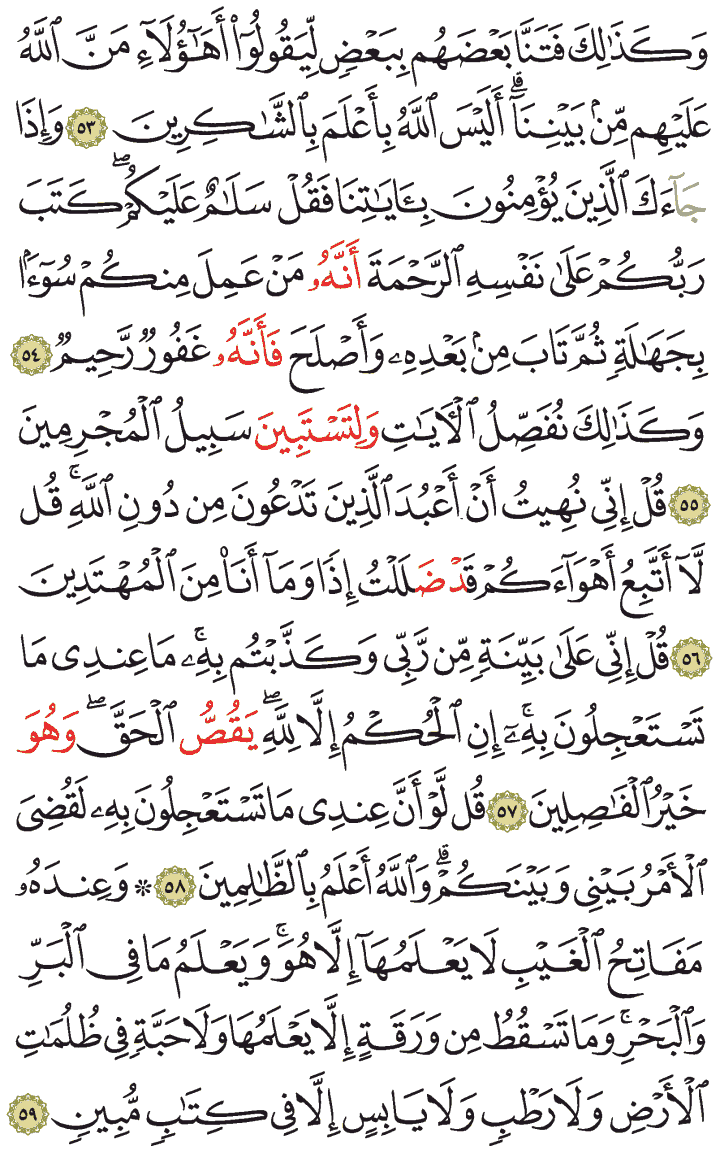 وَكَذَٰلِكَ فَتَنَّا بَعْضَهُم بِبَعْضٍ لِّيَقُولُوٓا۟ أَهَٰٓؤُلَآءِ مَنَّ ٱللَّهُ
عَلَيْهِم مِّنۢ بَيْنِنَآ ۗ أَلَيْسَ ٱللَّهُ بِأَعْلَمَ بِٱلشَّٰكِرِينَ ٥٣ وَإِذَا
جَآءَكَ ٱلَّذِينَ يُؤْمِنُونَ بِـَٔايَٰتِنَا فَقُلْ سَلَٰمٌ عَلَيْكُمْ ۖ كَتَبَ
رَبُّكُمْ عَلَىٰ نَفْسِهِ ٱلرَّحْمَةَ أَنَّهُۥ مَنْ عَمِلَ مِنكُمْ سُوٓءًۢا
بِجَهَٰلَةٍ ثُمَّ تَابَ مِنۢ بَعْدِهِۦ وَأَصْلَحَ فَأَنَّهُۥ غَفُورٌ رَّحِيمٌ ٥٤
وَكَذَٰلِكَ نُفَصِّلُ ٱلْـَٔايَٰتِ وَلِتَسْتَبِينَ سَبِيلُ ٱلْمُجْرِمِينَ
٥٥ قُلْ إِنِّى نُهِيتُ أَنْ أَعْبُدَ ٱلَّذِينَ تَدْعُونَ مِن دُونِ ٱللَّهِ ۚ قُل
لَّآ أَتَّبِعُ أَهْوَآءَكُمْ قَدْ ضَلَلْتُ إِذًا وَمَآ أَنَا۠ مِنَ ٱلْمُهْتَدِينَ
٥٦ قُلْ إِنِّى عَلَىٰ بَيِّنَةٍ مِّن رَّبِّى وَكَذَّبْتُم بِهِۦ ۚ مَا عِندِى مَا
تَسْتَعْجِلُونَ بِهِۦٓ ۚ إِنِ ٱلْحُكْمُ إِلَّا لِلَّهِ ۖ يَقُصُّ ٱلْحَقَّ ۖ وَهُوَ
خَيْرُ ٱلْفَٰصِلِينَ ٥٧ قُل لَّوْ أَنَّ عِندِى مَا تَسْتَعْجِلُونَ بِهِۦ لَقُضِىَ
ٱلْأَمْرُ بَيْنِى وَبَيْنَكُمْ ۗ وَٱللَّهُ أَعْلَمُ بِٱلظَّٰلِمِينَ ٥٨ * وَعِندَهُۥ
مَفَاتِحُ ٱلْغَيْبِ لَا يَعْلَمُهَآ إِلَّا هُوَ ۚ وَيَعْلَمُ مَا فِى ٱلْبَرِّ
وَٱلْبَحْرِ ۚ وَمَا تَسْقُطُ مِن وَرَقَةٍ إِلَّا يَعْلَمُهَا وَلَا حَبَّةٍ فِى ظُلُمَٰتِ
ٱلْأَرْضِ وَلَا رَطْبٍ وَلَا يَابِسٍ إِلَّا فِى كِتَٰبٍ مُّبِينٍ ٥٩